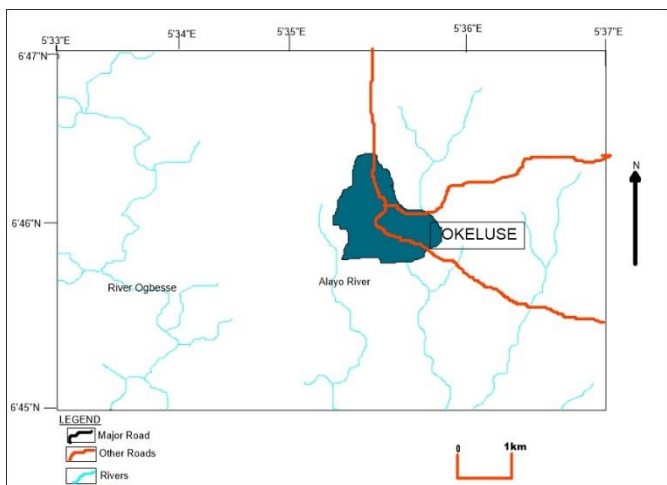 5'33"E 5'34"E 5'35"E 5'36"E 5'37"E
6'47"N
N
6'46"N
OKELUSE
River Ogbesse
Alayo River
6'45"N
LEGEND
Major Road
Other Roads
Rivers
0 1km